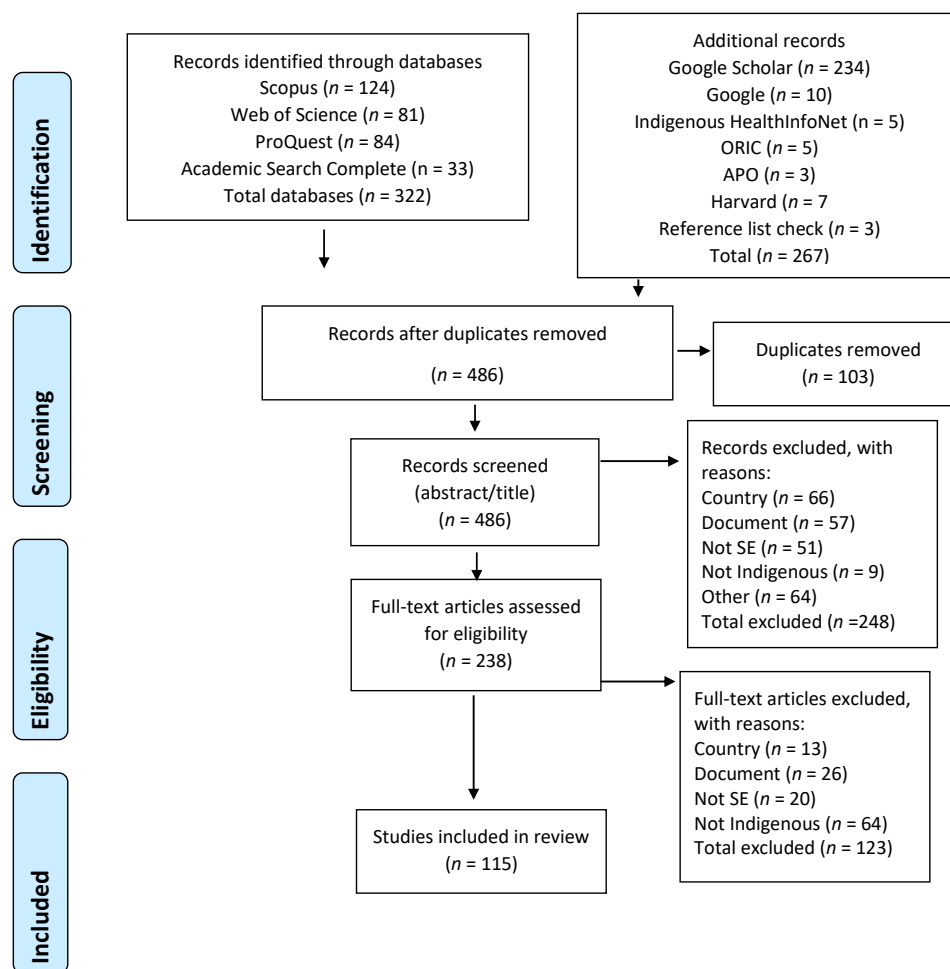 Identification
Records identified through databases
Scopus (n = 124)
Web of Science (n = 81)
ProQuest (n = 84)
Academic Search Complete (n = 33)
Total databases (n = 322)
Additional records
Google Scholar (n = 234)
Google (n = 10)
Indigenous HealthInfoNet (n = 5)
ORIC (n = 5)
APO (n = 3)
Harvard (n = 7
Reference list check (n = 3)
Total (n = 267)
Screening
Records after duplicates removed
(n = 486)
Duplicates removed
(n = 103)
Records screened
(abstract/title)
(n = 486)
Records excluded, with
reasons:
Country (n = 66)
Document (n = 57)
Not SE (n = 51)
Not Indigenous (n = 9)
Other (n = 64)
Total excluded (n =248)
Eligibility
Full-text articles assessed
for eligibility
(n = 238)
Full-text articles excluded,
with reasons:
Country (n = 13)
Document (n = 26)
Not SE (n = 20)
Not Indigenous (n = 64)
Total excluded (n = 123)
Included
Studies included in review
(n = 115)